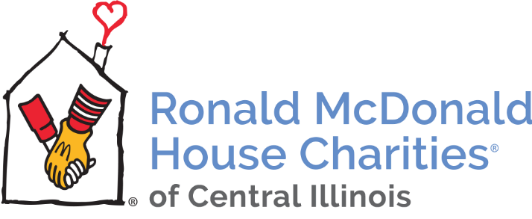 Ronald McDonald
House Charities®
of Central Illinois
®